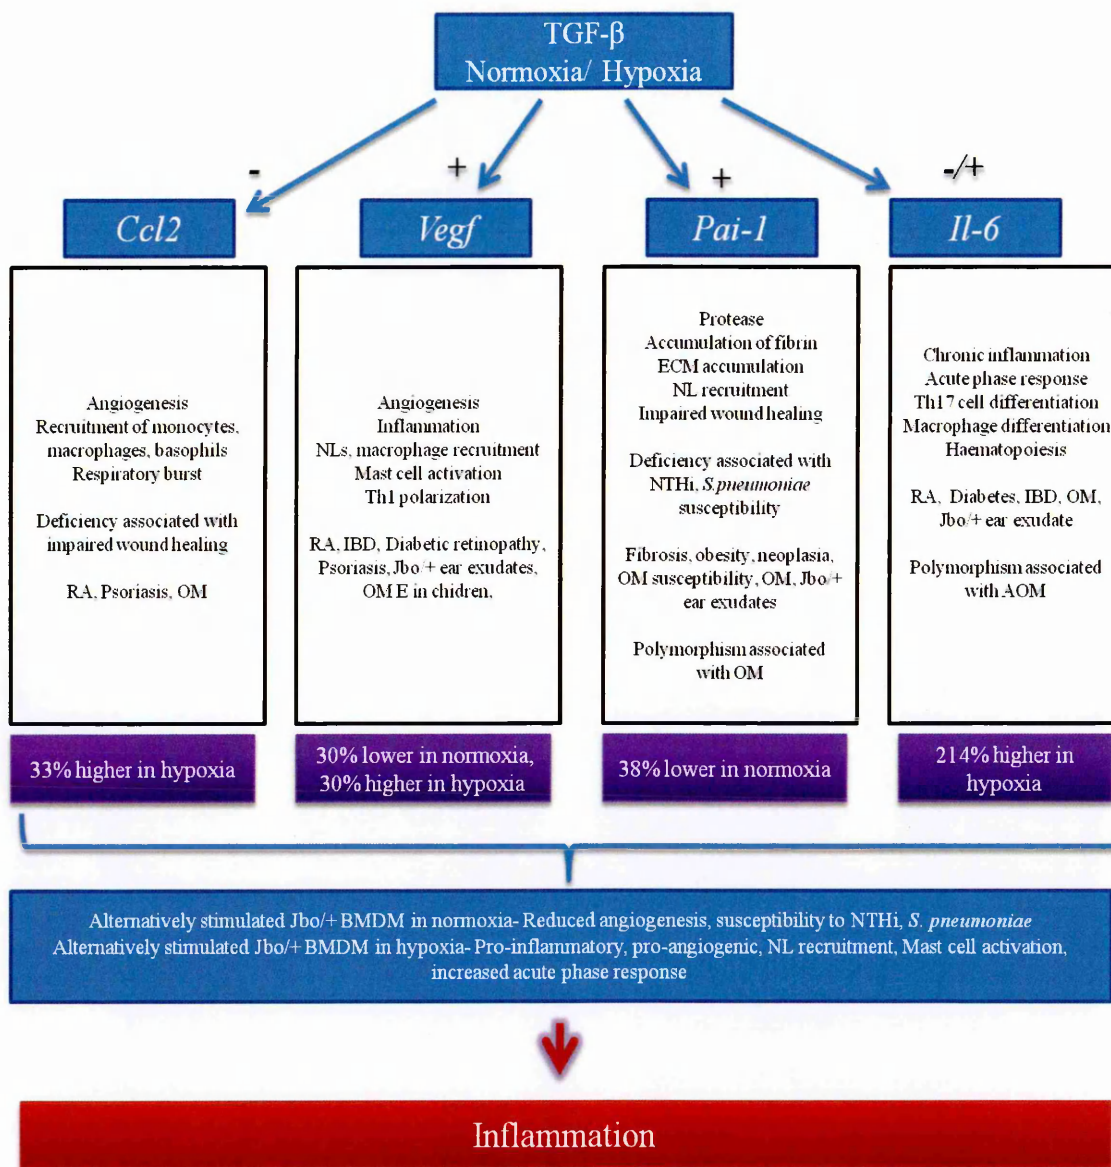 TGF-β
Normoxia/ Hypoxia
-
+
+
-/+
Ccl2
Vegf
Pai-1
Il-6
Angiogenesis
Recruitment of monocytes,
macrophages, basophils
Respiratory burst
Deficiency associated with
impaired wound healing
RA, Psoriasis, OM
Angiogenesis
Inflammation
NLs, macrophage recruitment
Mast cell activation
Th1 polarization
RA, IBD, Diabetic retinopathy,
Psoriasis, Jbo/+ ear exudates,
OM E in chidren,
Protease
Accumulation of fibrin
ECM accumulation
NL recruitment
Impaired wound healing
Deficiency associated with
NTHi, S.pneumoniae
susceptibility
Fibrosis, obesity, neoplasia,
OM susceptibility, OM, Jbo/+
ear exudates
Polymorphism associated
with OM
Chronic inflammation
Acute phase response
Th17 cell differentiation
Macrophage differentiation
Haematopoiesis
RA, Diabetes, IBD, OM,
Jbo/+ ear exudate
Polymorphism associated
with AOM
33% higher in hypoxia
30% lower in normoxia,
30% higher in hypoxia
38% lower in normoxia
214% higher in
hypoxia
Alternatively stimulated Jbo/+ BMDM in normoxia- Reduced angiogenesis, susceptibility to NTHi, S. pneumoniae
Alternatively stimulated Jbo/+ BMDM in hypoxia- Pro-inflammatory, pro-angiogenic, NL recruitment, Mast cell activation,
increased acute phase response
Inflammation